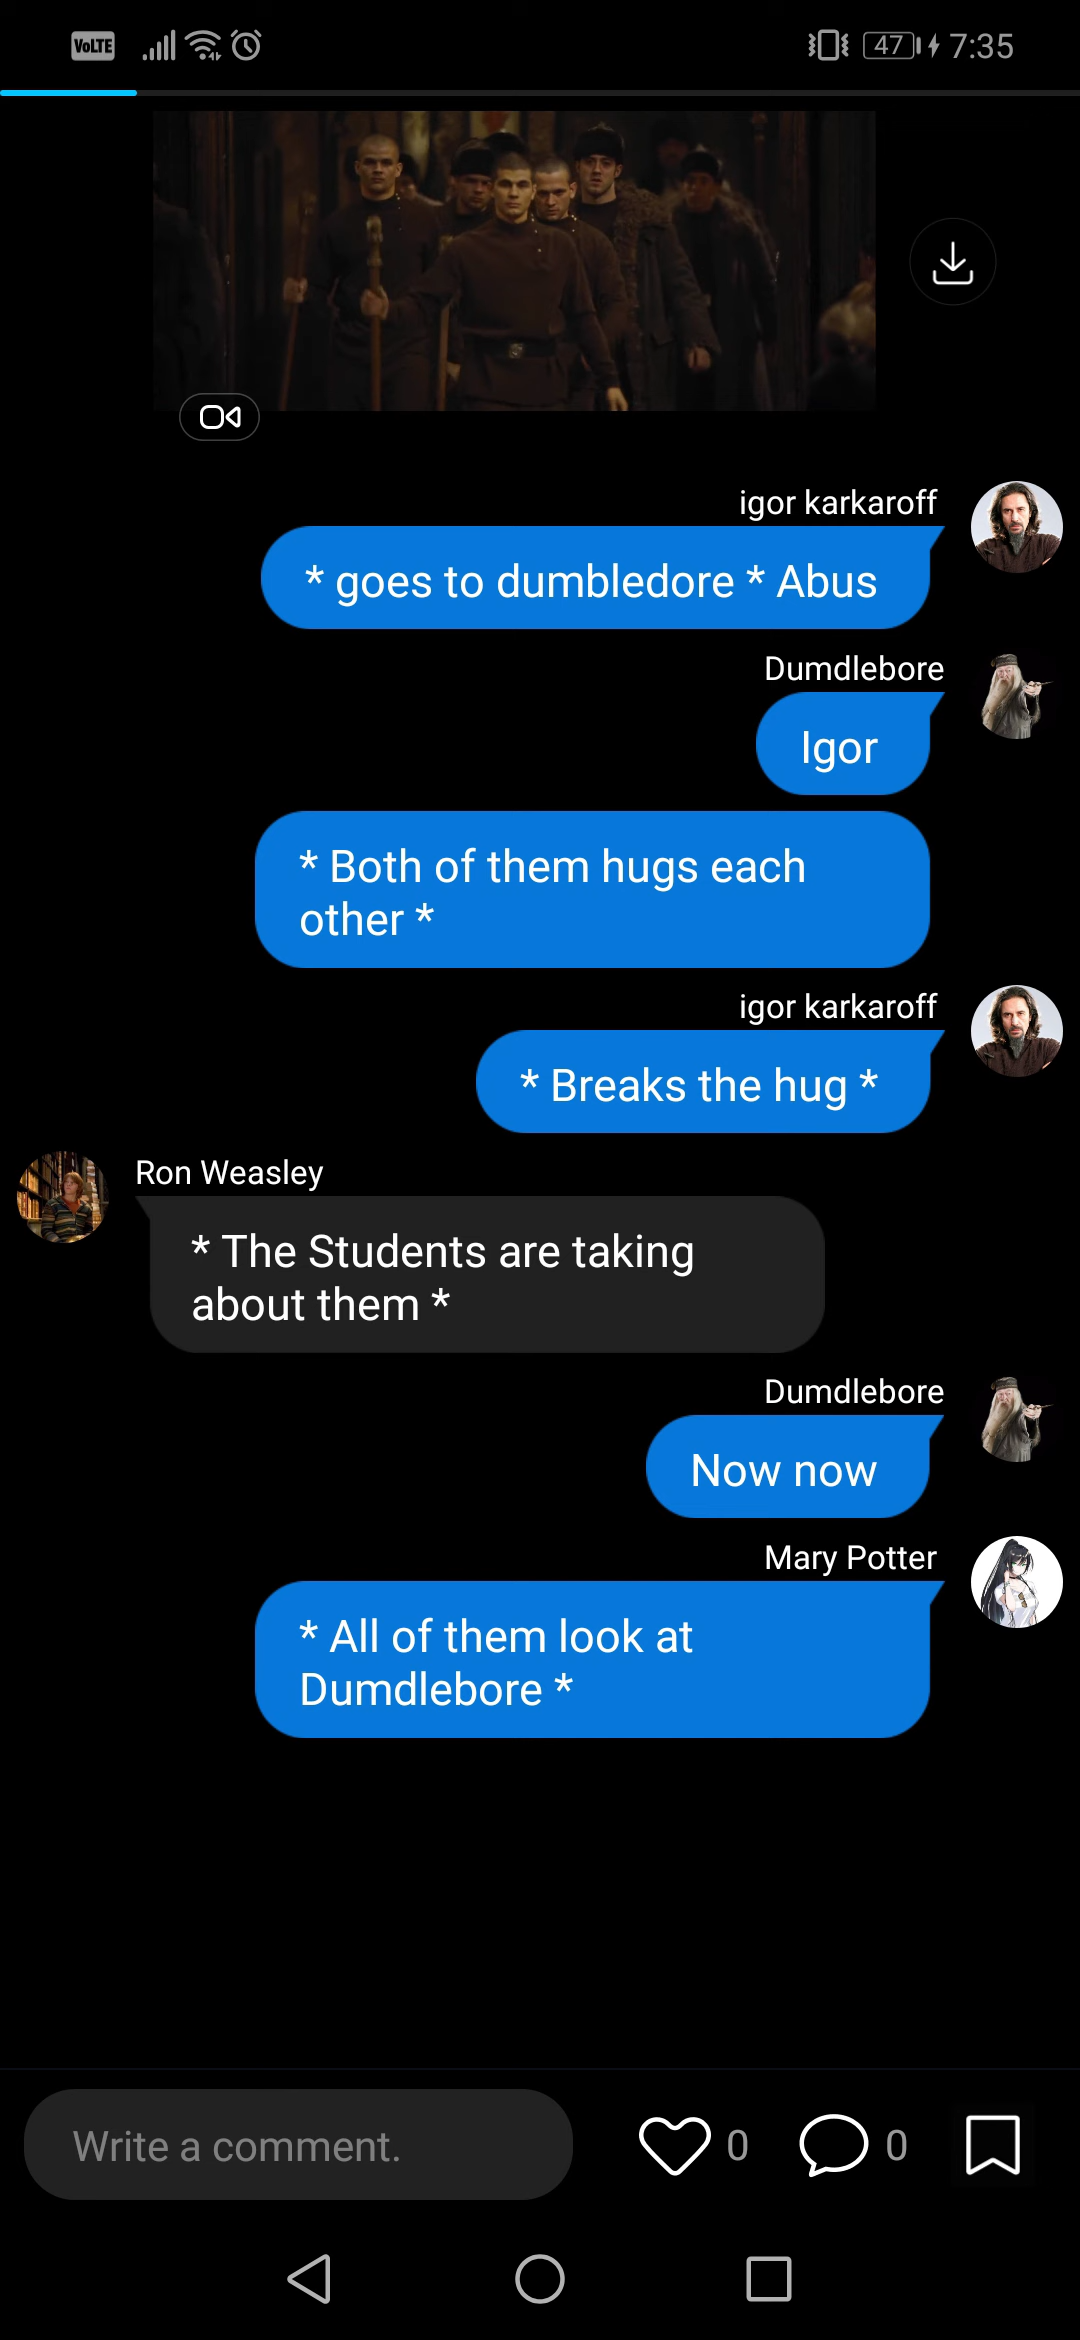 VoLTE
47
7:35
igor karkaroff
* goes to dumbledore * Abus
Dumdlebore
Igor
* Both of them hugs each
other *
igor karkaroff
* Breaks the hug *
Ron Weasley
* The Students are taking
about them *
Dumdlebore
Now now
Mary Potter
* All of them look at
Dumdlebore *
Write a comment.
0
0